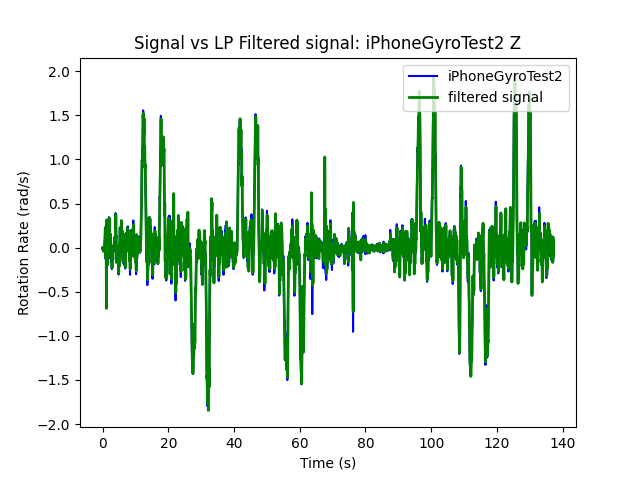 Signal vs LP Filtered signal: iPhoneGyroTest2 Z
iPhoneGyroTest2
filtered signal
2.0
1.5
1.0
0.5
0.0
−0.5
−1.0
−1.5
−2.0
Rotation Rate (rad/s)
0 20 40 60 80 100 120 140
Time (s)